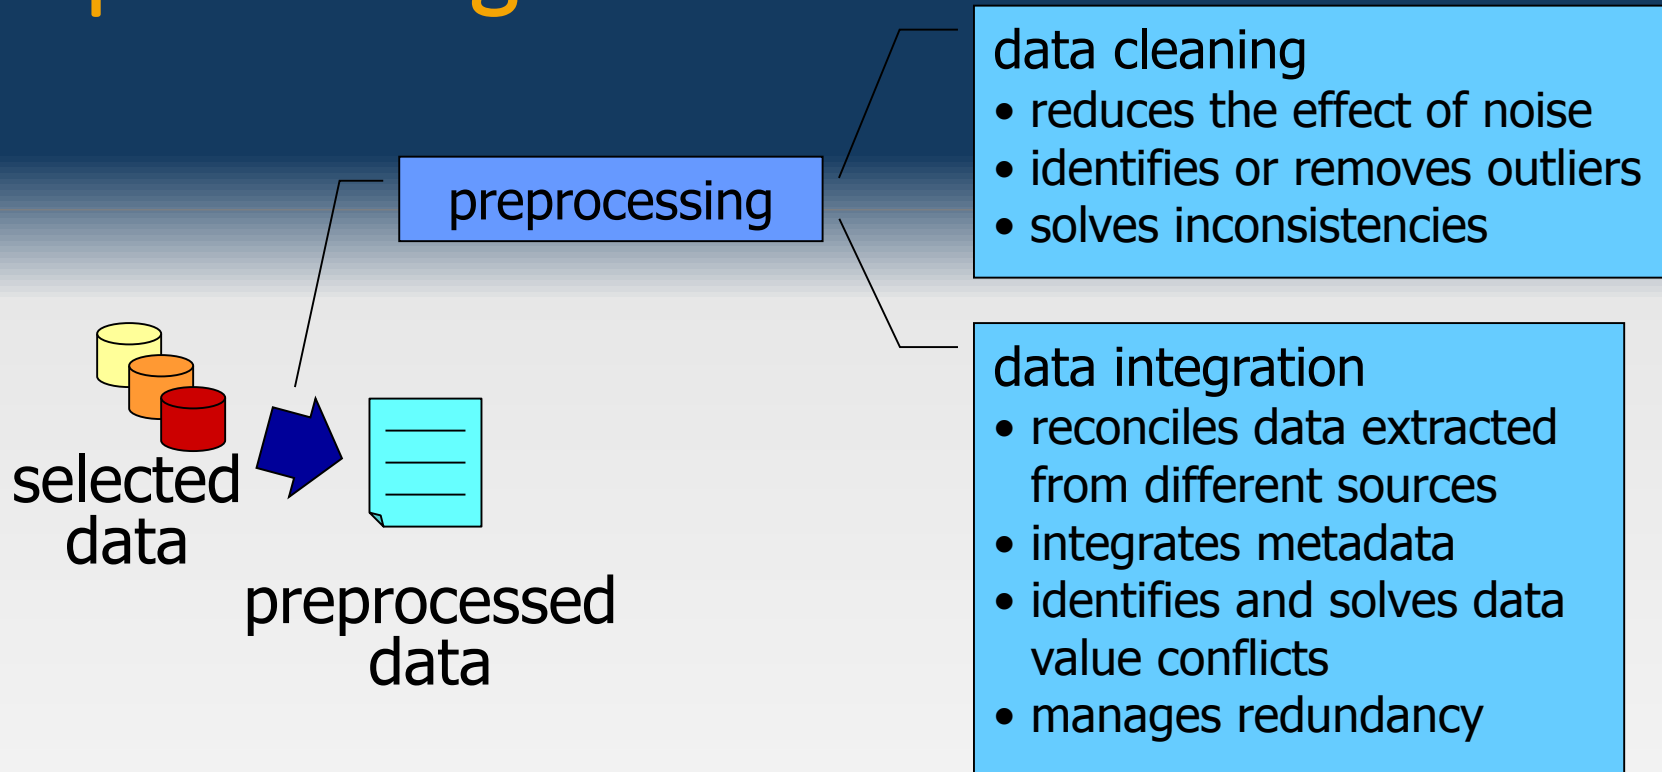 preprocessing
data cleaning
• reduces the effect of noise
• identifies or removes outliers
• solves inconsistencies
selected
data
preprocessed
data
data integration
• reconciles data extracted
from different sources
• integrates metadata
• identifies and solves data
value conflicts
• manages redundancy